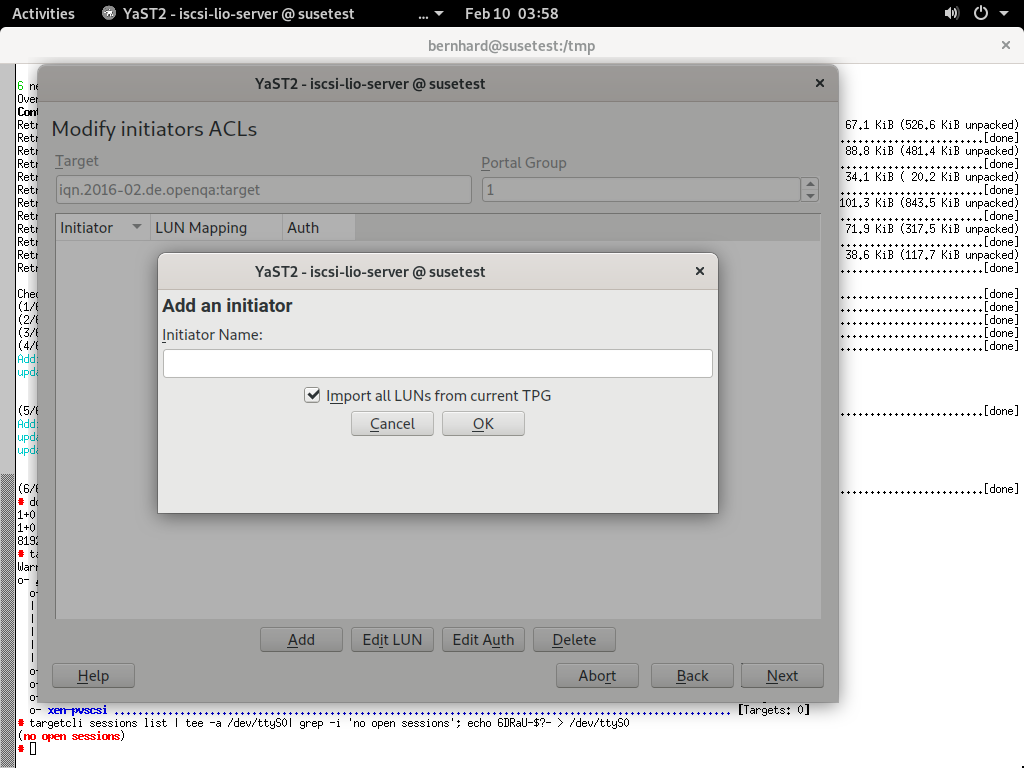 Activities YaST2 - iscsi-lio-server @ susetest ... Feb 10 03:58
bernhard@susetest:/tmp
YaST2 - iscsi-lio-server @ susetest
Modify initiators ACLs
Target
Portal Group
iqn.2016-02.de.openqa:target
1
Initiator LUN Mapping Auth
YaST2 - iscsi-lio-server @ susetest
Add an initiator
Initiator Name:
Import all LUNs from current TPG
Cancel OK
Add Edit LUN Edit Auth Delete
Help Abort Back Next
6 ne
Over
Cont
Retr 67.1 KiB (526.6 KiB unpacked)
Retr [done]
Retr 88.8 KiB (481.4 KiB unpacked)
Retr [done]
Retr 34.1 KiB ( 20.2 KiB unpacked)
Retr [done]
Retr 101.3 KiB (843.5 KiB unpacked)
Retr [done]
Retr 71.9 KiB (317.5 KiB unpacked)
Retr [done]
Retr 38.6 KiB (117.7 KiB unpacked)
Retr [done]
Chec [done]
(1/6 [done]
(2/6 [done]
(3/6 [done]
(4/6 [done]
Addi
upda
(5/6 [done]
Addi
upda
upda
(6/6 [done]
# dd
1+0
1+0
8192
# ta
Warn
o- /
o-
o-
o-
o-
o- xen-pvscsi ........ [Targets: 0]
# targetcli sessions list | tee -a /dev/ttyS0| grep -i 'no open sessions'; echo 6DRaU-$?- > /dev/ttyS0
(no open sessions)
#